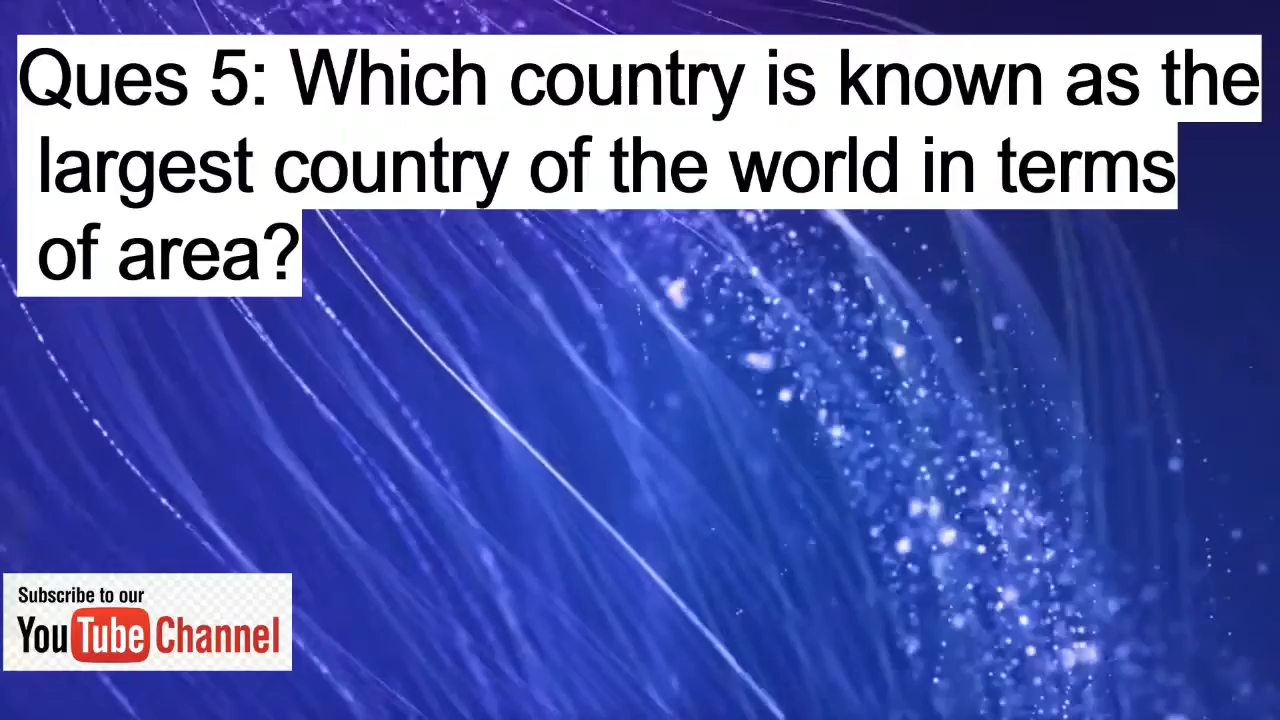 Ques 5: Which country is known as the
largest country of the world in terms
of area?
Subscribe to our
YouTube Channel